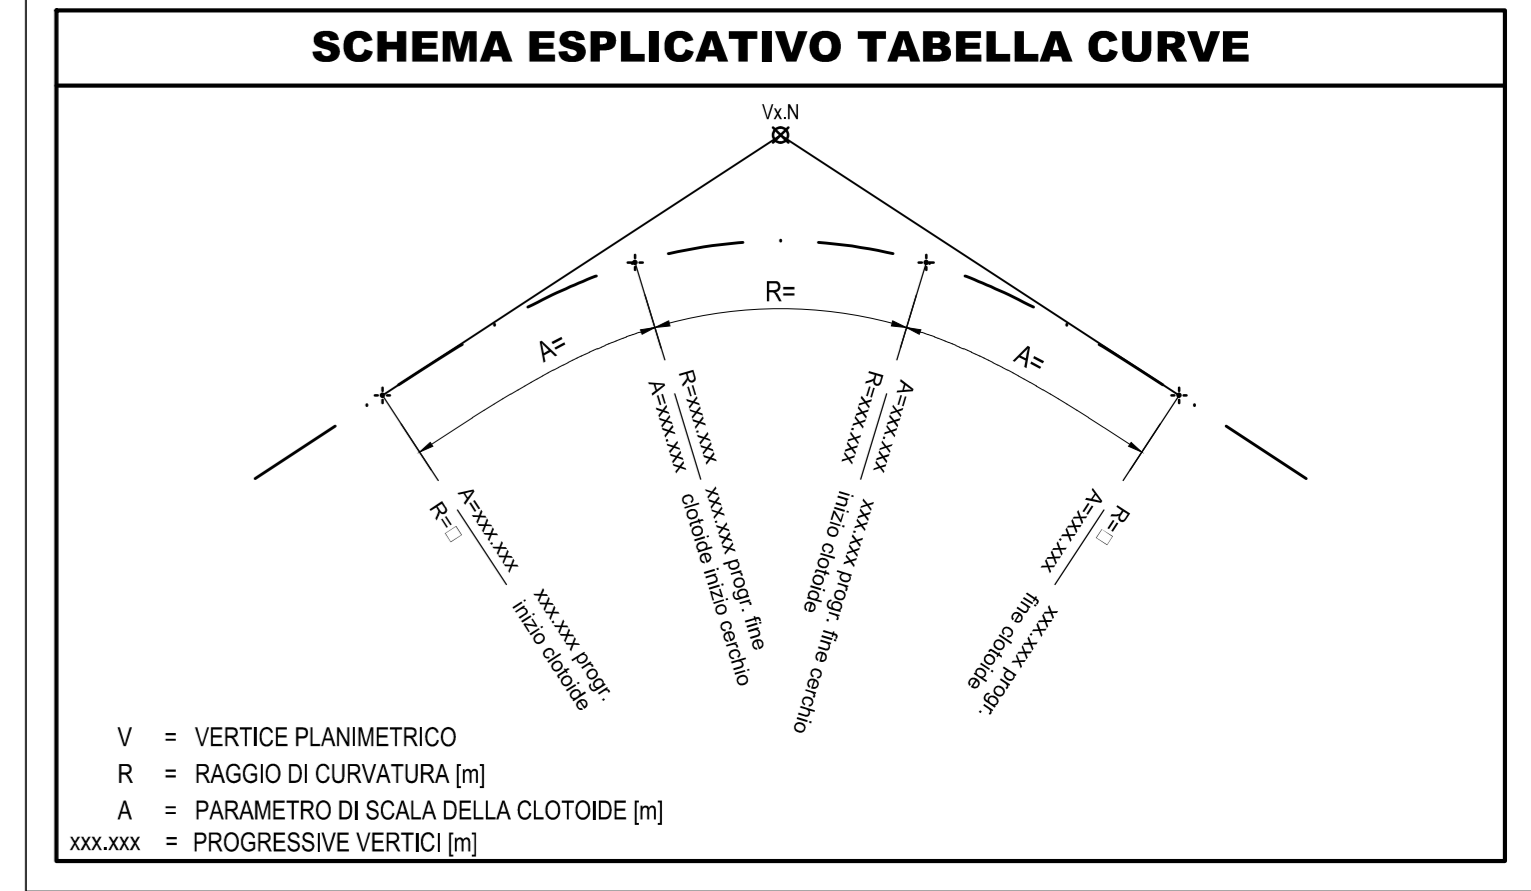 SCHEMA ESPLICATIVO TABELLA CURVE
Vx.N
R=
A=
A=
A=xxx.xxx
R=□
xxx.xxx progr.
inizio clotoide
R=xxx.xxx
A=xxx.xxx
xxx.xxx progr. fine
clotoide inizio cerchio
A=xxx.xxx
R=xxx.xxx
xxx.xxx progr. fine cerchio
inizio clotoide
R=□
A=xxx.xxx
xxx.xxx progr.
fine clotoide
V = VERTICE PLANIMETRICO
R = RAGGIO DI CURVATURA [m]
A = PARAMETRO DI SCALA DELLA CLOTOIDE [m]
xxx.xxx = PROGRESSIVE VERTICI [m]